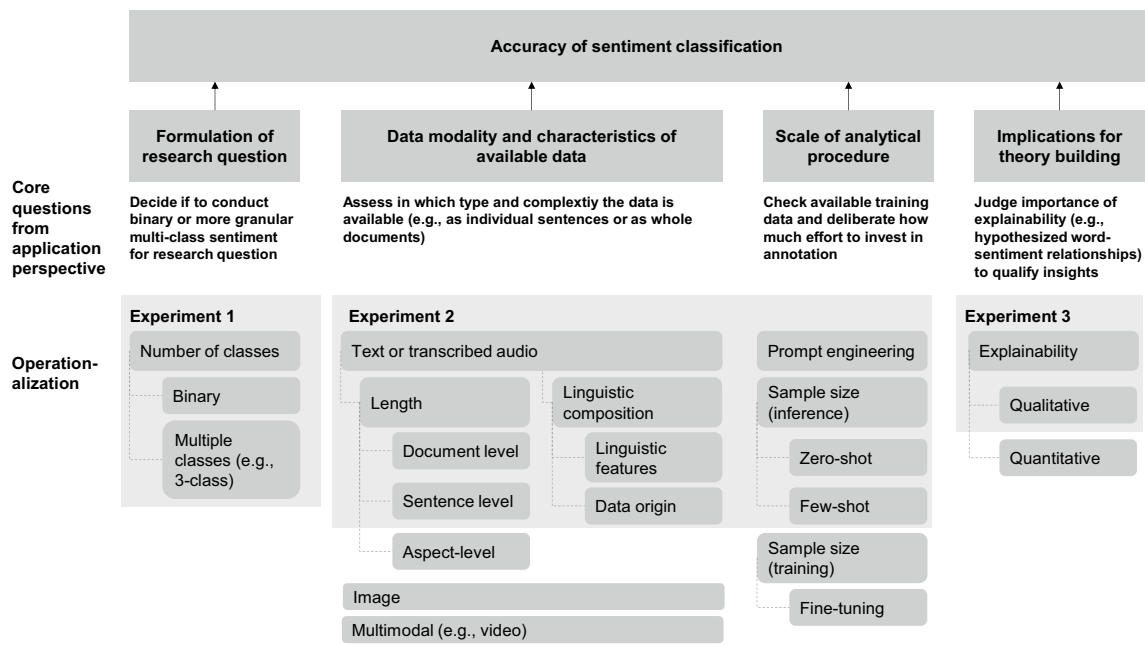 Accuracy of sentiment classification
Formulation of
research question
Data modality and characteristics of
available data
Scale of analytical
procedure
Implications for
theory building
Core
questions
from
application
perspective
Decide if to conduct
binary or more granular
multi-class sentiment
for research question
Assess in which type and complextiy the data is
available (e.g., as individual sentences or as whole
documents)
Check available training
data and deliberate how
much effort to invest in
annotation
Judge importance of
explainability (e.g.,
hypothesized word-
sentiment relationships)
to qualify insights
Operation-
alization
Experiment 1
Number of classes
Binary
Multiple
classes (e.g.,
3-class)
Experiment 2
Text or transcribed audio
Length
Document level
Sentence level
Aspect-level
Linguistic
composition
Linguistic
features
Data origin
Image
Multimodal (e.g., video)
Prompt engineering
Sample size
(inference)
Zero-shot
Few-shot
Sample size
(training)
Fine-tuning
Experiment 3
Explainability
Qualitative
Quantitative